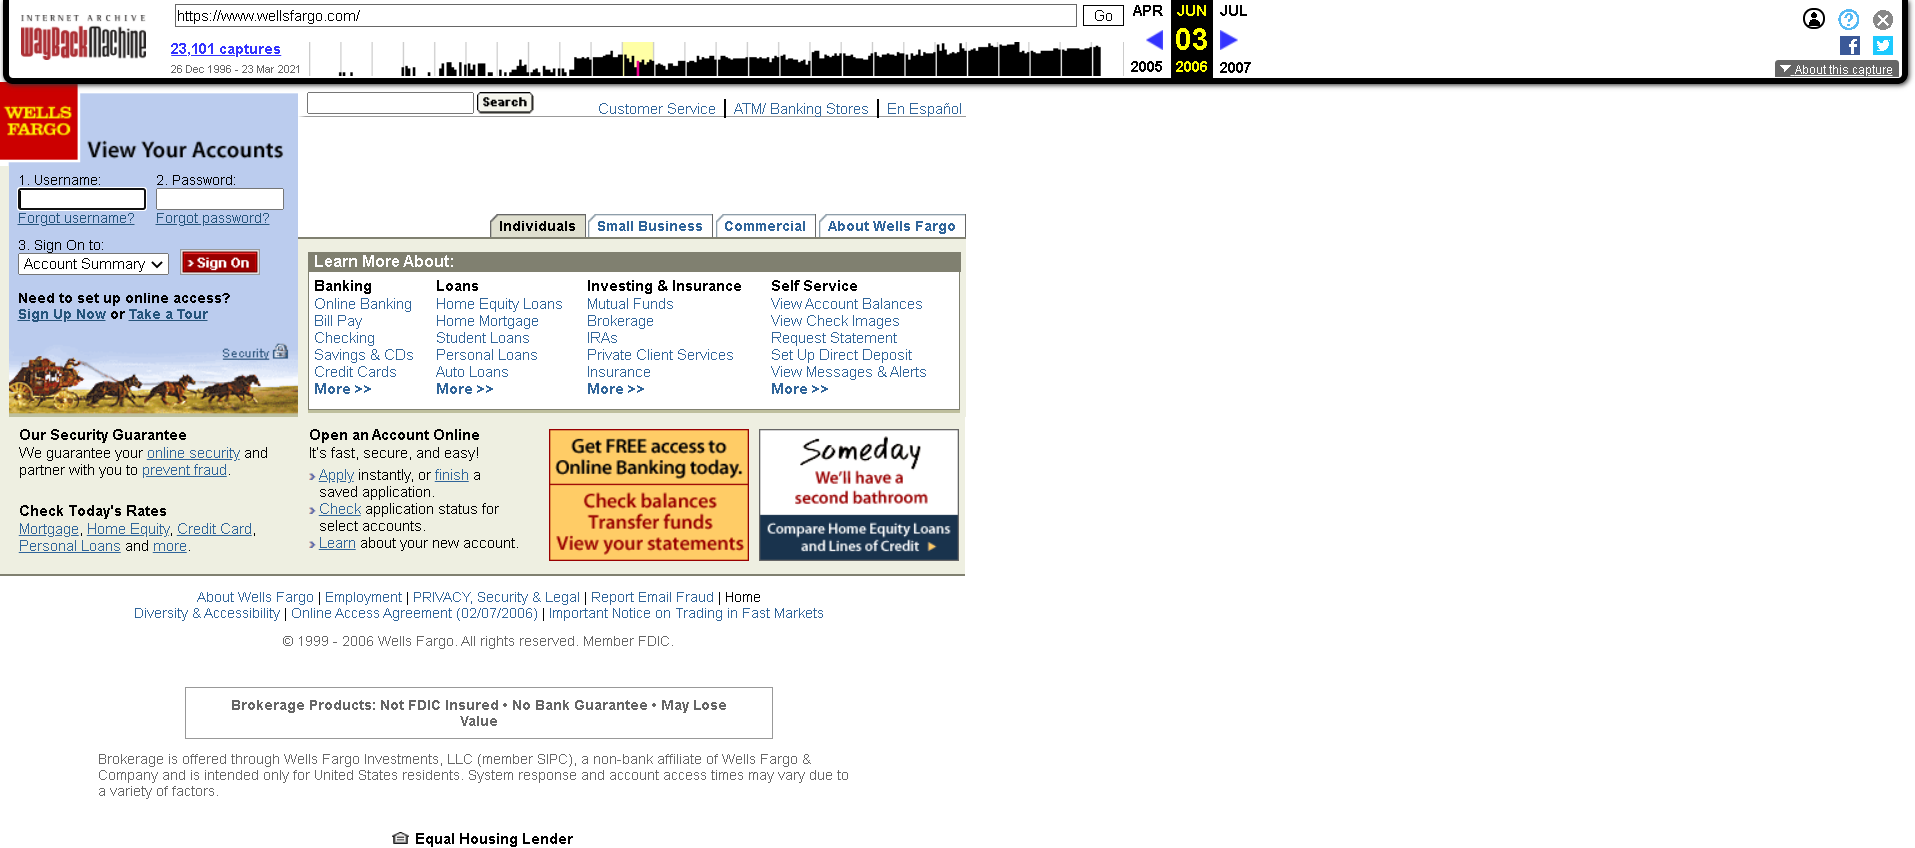 INTERNET ARCHIVE
WayBackMachine
https://www.wellsfargo.com/
Go
23,101 captures
26 Dec 1996 - 23 Mar 2021
APR JUN JUL
03
2005 2006 2007
About this capture
WELLS
FARGO
View Your Accounts
1. Username:
2. Password:
Forgot username?
Forgot password?
3. Sign On to:
Account Summary
Sign On
Need to set up online access?
Sign Up Now or Take a Tour
Security
Search
Customer Service
ATM/ Banking Stores
En Español
Individuals
Small Business
Commercial
About Wells Fargo
Learn More About:
Banking
Online Banking
Bill Pay
Checking
Savings & CDs
Credit Cards
More >>
Loans
Home Equity Loans
Home Mortgage
Student Loans
Personal Loans
Auto Loans
More >>
Investing & Insurance
Mutual Funds
Brokerage
IRAs
Private Client Services
Insurance
More >>
Self Service
View Account Balances
View Check Images
Request Statement
Set Up Direct Deposit
View Messages & Alerts
More >>
Our Security Guarantee
We guarantee your online security and
partner with you to prevent fraud.
Check Today's Rates
Mortgage, Home Equity, Credit Card,
Personal Loans and more.
Open an Account Online
It's fast, secure, and easy!
Apply instantly, or finish a
saved application.
Check application status for
select accounts.
Learn about your new account.
Get FREE access to
Online Banking today.
Check balances
Transfer funds
View your statements
Someday
We'll have a
second bathroom
Compare Home Equity Loans
and Lines of Credit
About Wells Fargo | Employment | PRIVACY, Security & Legal | Report Email Fraud | Home
Diversity & Accessibility | Online Access Agreement (02/07/2006) | Important Notice on Trading in Fast Markets
© 1999 - 2006 Wells Fargo. All rights reserved. Member FDIC.
Brokerage Products: Not FDIC Insured • No Bank Guarantee • May Lose
Value
Brokerage is offered through Wells Fargo Investments, LLC (member SIPC), a non-bank affiliate of Wells Fargo &
Company and is intended only for United States residents. System response and account access times may vary due to
a variety of factors.
Equal Housing Lender